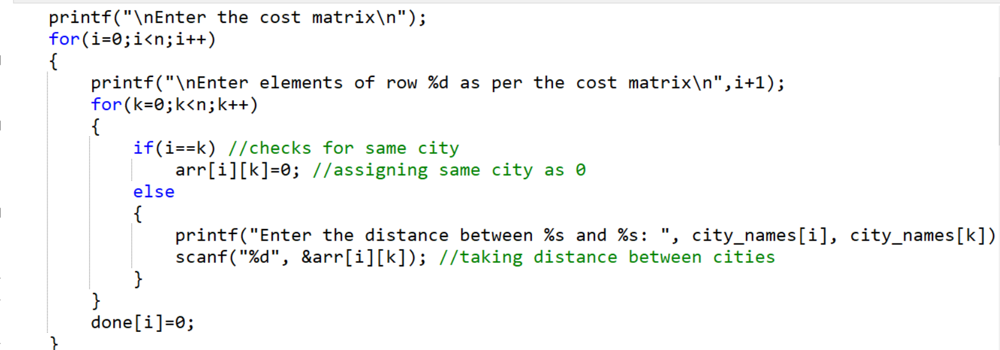 printf("\nEnter the cost matrix\n");
for(i=0;i<n;i++)
{
printf("\nEnter elements of row %d as per the cost matrix\n",i+1);
for(k=0;k<n;k++)
{
if(i==k) //checks for same city
arr[i][k]=0; //assigning same city as 0
else
{
printf("Enter the distance between %s and %s: ", city_names[i], city_names[k])
scanf("%d", &arr[i][k]); //taking distance between cities
}
}
done[i]=0;
}